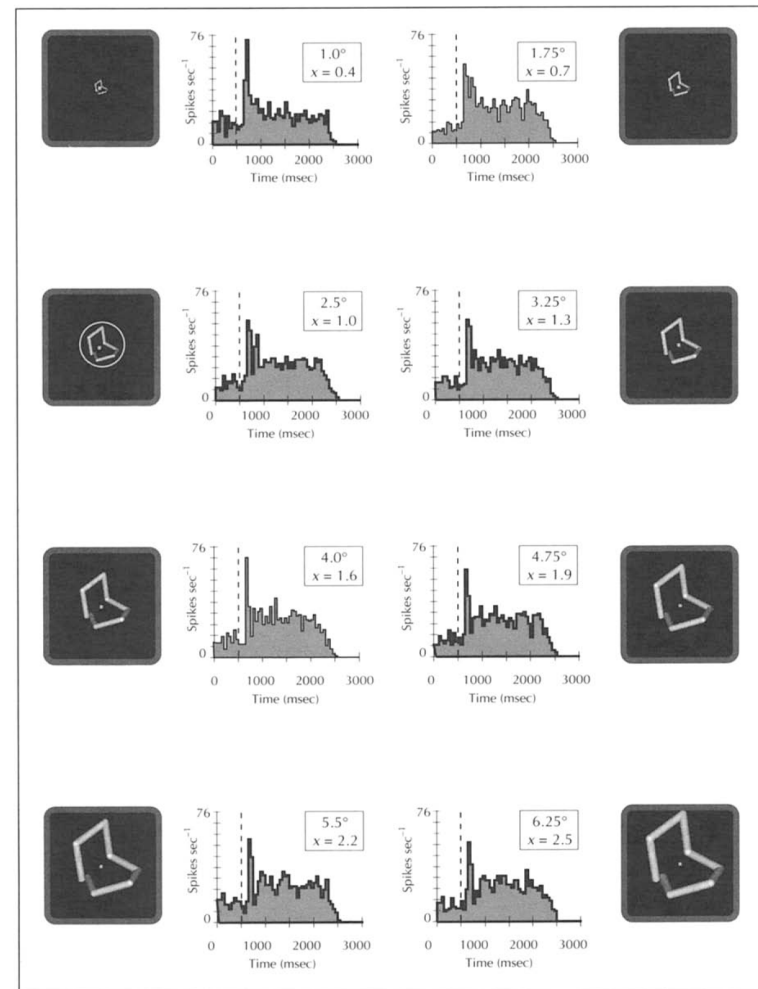 76
1.0°
x = 0.4
Spikes sec⁻¹
0
0 1000 2000 3000
Time (msec)
76
1.75°
x = 0.7
Spikes sec⁻¹
0
0 1000 2000 3000
Time (msec)
76
2.5°
x = 1.0
Spikes sec⁻¹
0
0 1000 2000 3000
Time (msec)
76
3.25°
x = 1.3
Spikes sec⁻¹
0
0 1000 2000 3000
Time (msec)
76
4.0°
x = 1.6
Spikes sec⁻¹
0
0 1000 2000 3000
Time (msec)
76
4.75°
x = 1.9
Spikes sec⁻¹
0
0 1000 2000 3000
Time (msec)
76
5.5°
x = 2.2
Spikes sec⁻¹
0
0 1000 2000 3000
Time (msec)
76
6.25°
x = 2.5
Spikes sec⁻¹
0
0 1000 2000 3000
Time (msec)